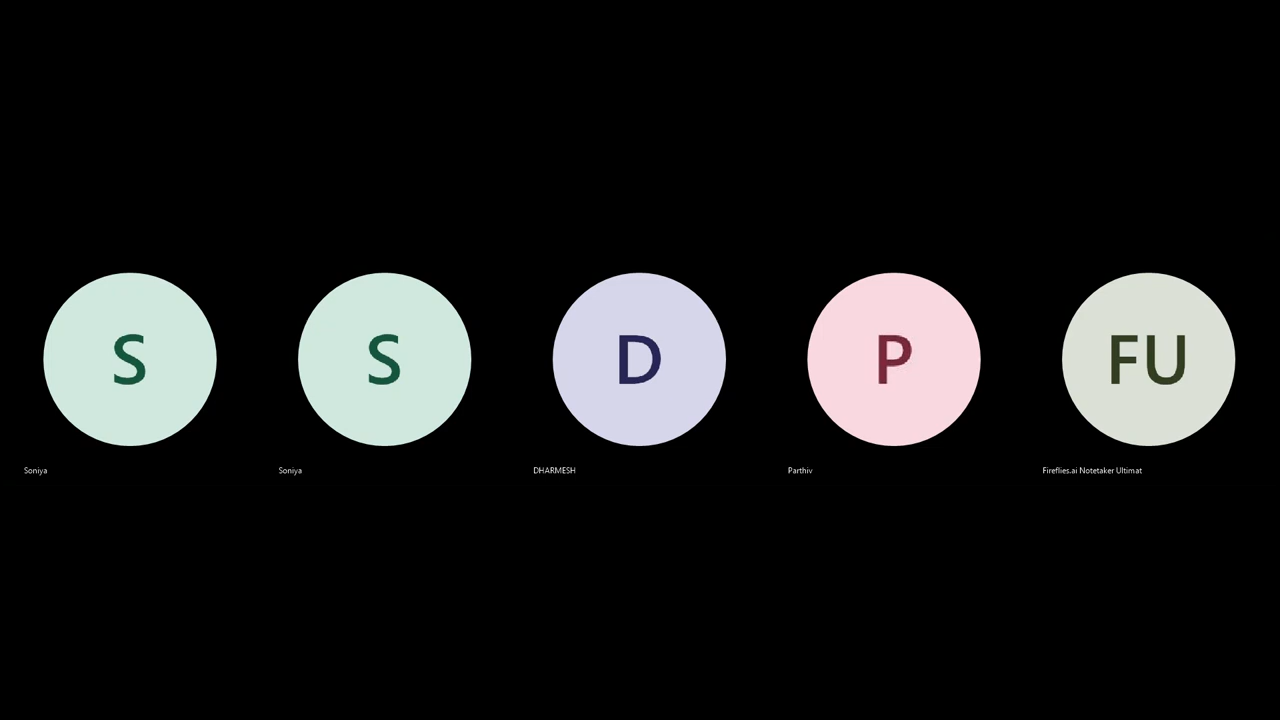 S S D P FU
Soniya Soniya DHARMESH Parthiv Fireflies.ai Notetaker Ultimat